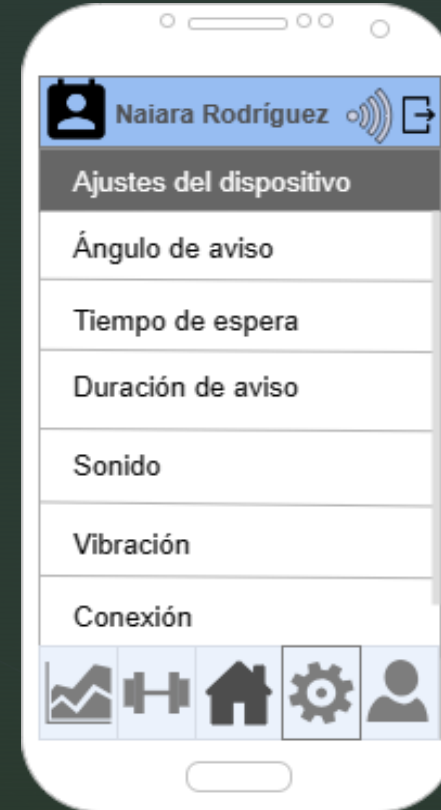 Naiara Rodríguez
Ajustes del dispositivo
Ángulo de aviso
Tiempo de espera
Duración de aviso
Sonido
Vibración
Conexión